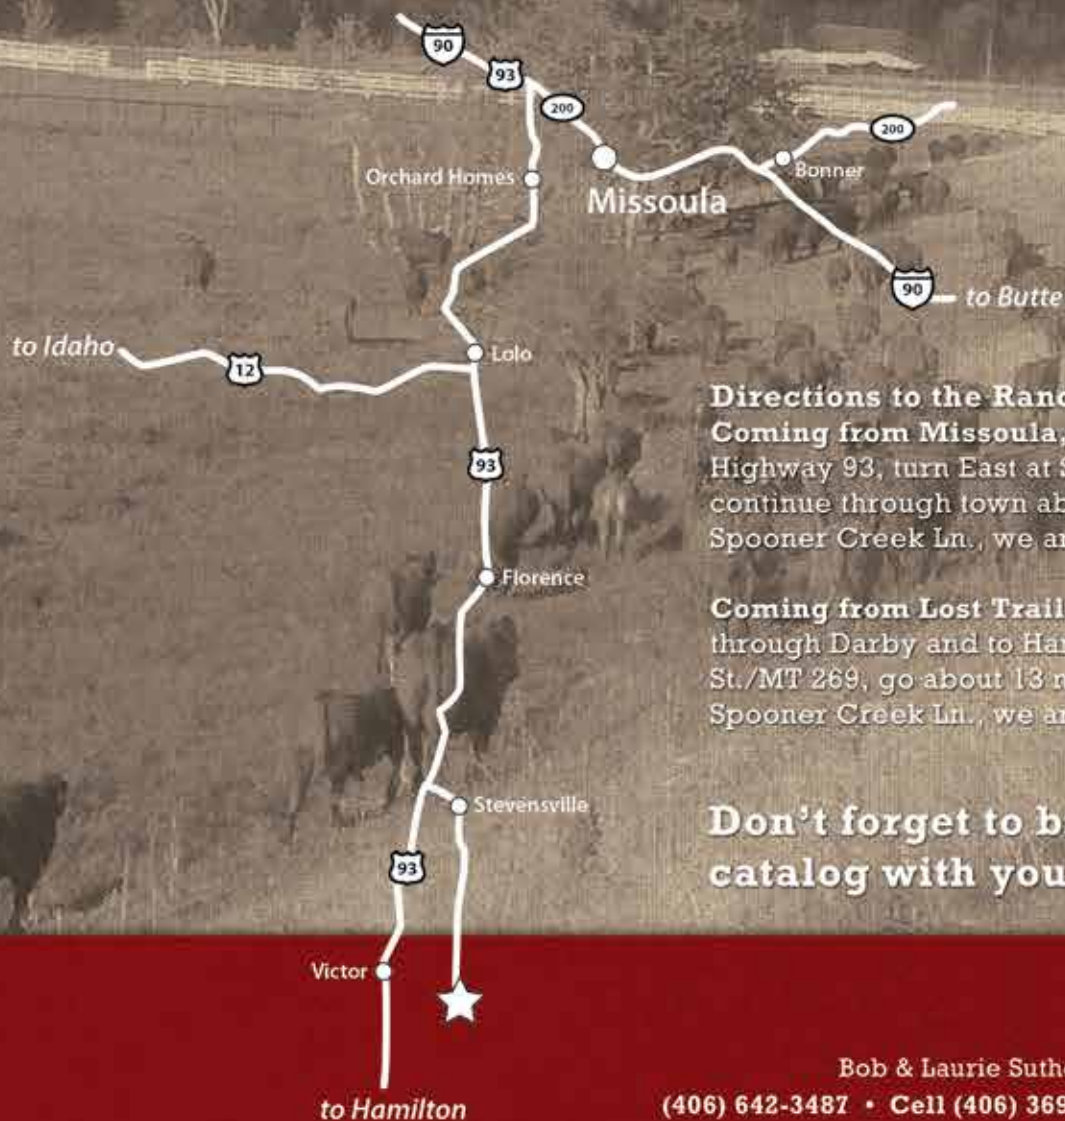 90
93
200
200
Orchard Homes
Missoula
Bonner
90
to Butte
to Idaho
12
Lolo
93
Florence
Stevensville
93
Victor
to Hamilton
Directions to the Ranc
Coming from Missoula,
Highway 93, turn East at S
continue through town ab
Spooner Creek Ln., we ar
Coming from Lost Trail
through Darby and to Ha
St./MT 269, go about 13 m
Spooner Creek Ln., we ar
Don't forget to b
catalog with you
Bob & Laurie Suthe
(406) 642-3487 • Cell (406) 369